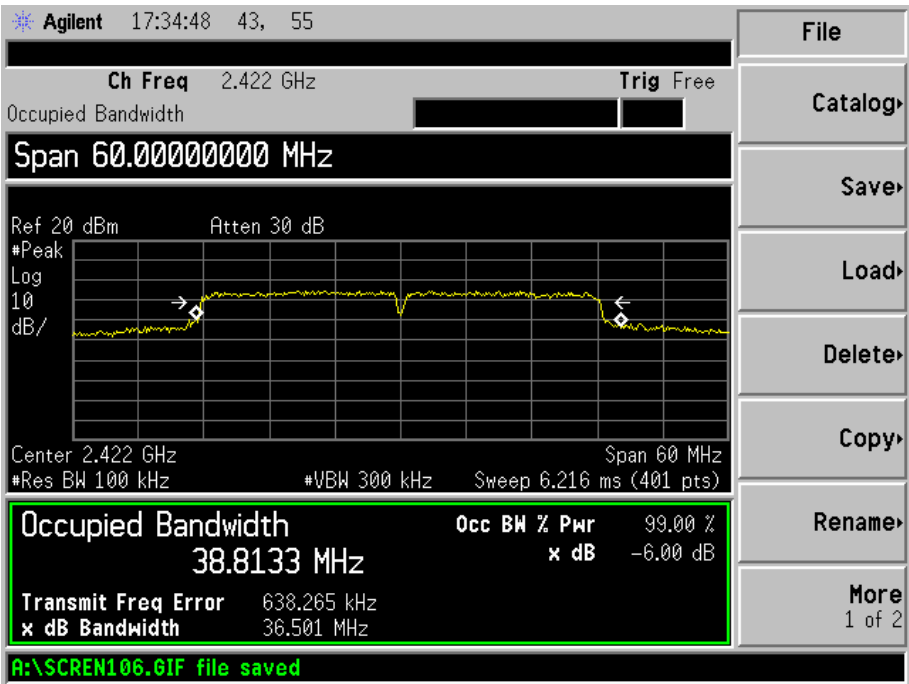 Agilent 17:34:48 43, 55
Ch Freq 2.422 GHz Trig Free
Occupied Bandwidth
Span 60.00000000 MHz
Ref 20 dBm Atten 30 dB
#Peak
Log
10
dB/
Center 2.422 GHz Span 60 MHz
#Res BW 100 kHz #VBW 300 kHz Sweep 6.216 ms (401 pts)
Occupied Bandwidth
38.8133 MHz
Occ BW % Pwr 99.00 %
x dB -6.00 dB
Transmit Freq Error 638.265 kHz
x dB Bandwidth 36.501 MHz
A:\SCREN106.GIF file saved
File
Catalog
Save
Load
Delete
Copy
Rename
More
1 of 2